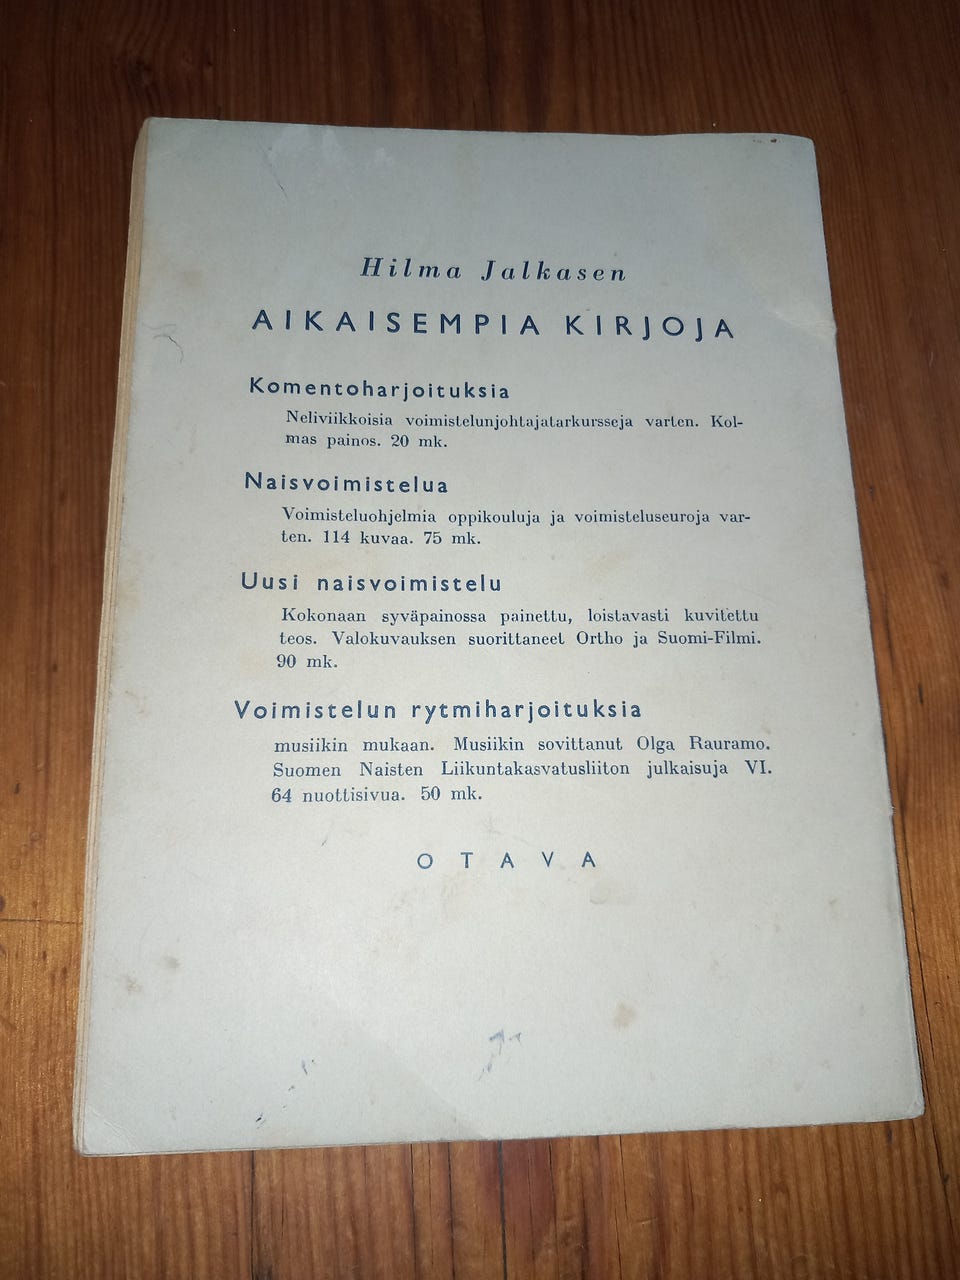 Hilma Jalkasen
AIKAISEMPIA KIRJOJA
Komentoharjoituksia
Neliviikkoisia voimistelunjohtajatarkursseja varten. Kol-
mas painos. 20 mk.
Naisvoimistelua
Voimisteluohjelmia oppikouluja ja voimisteluseuroja var-
ten. 114 kuvaa. 75 mk.
Uusi naisvoimistelu
Kokonaan syväpainossa painettu, loistavasti kuvitettu
teos. Valokuvauksen suorittaneet Ortho ja Suomi-Filmi.
90 mk.
Voimistelun rytmiharjoituksia
musiikin mukaan. Musiikin sovittanut Olga Rauramo.
Suomen Naisten Liikuntakasvatusliiton julkaisuja VI.
64 nuottisivua. 50 mk.
OTAVA